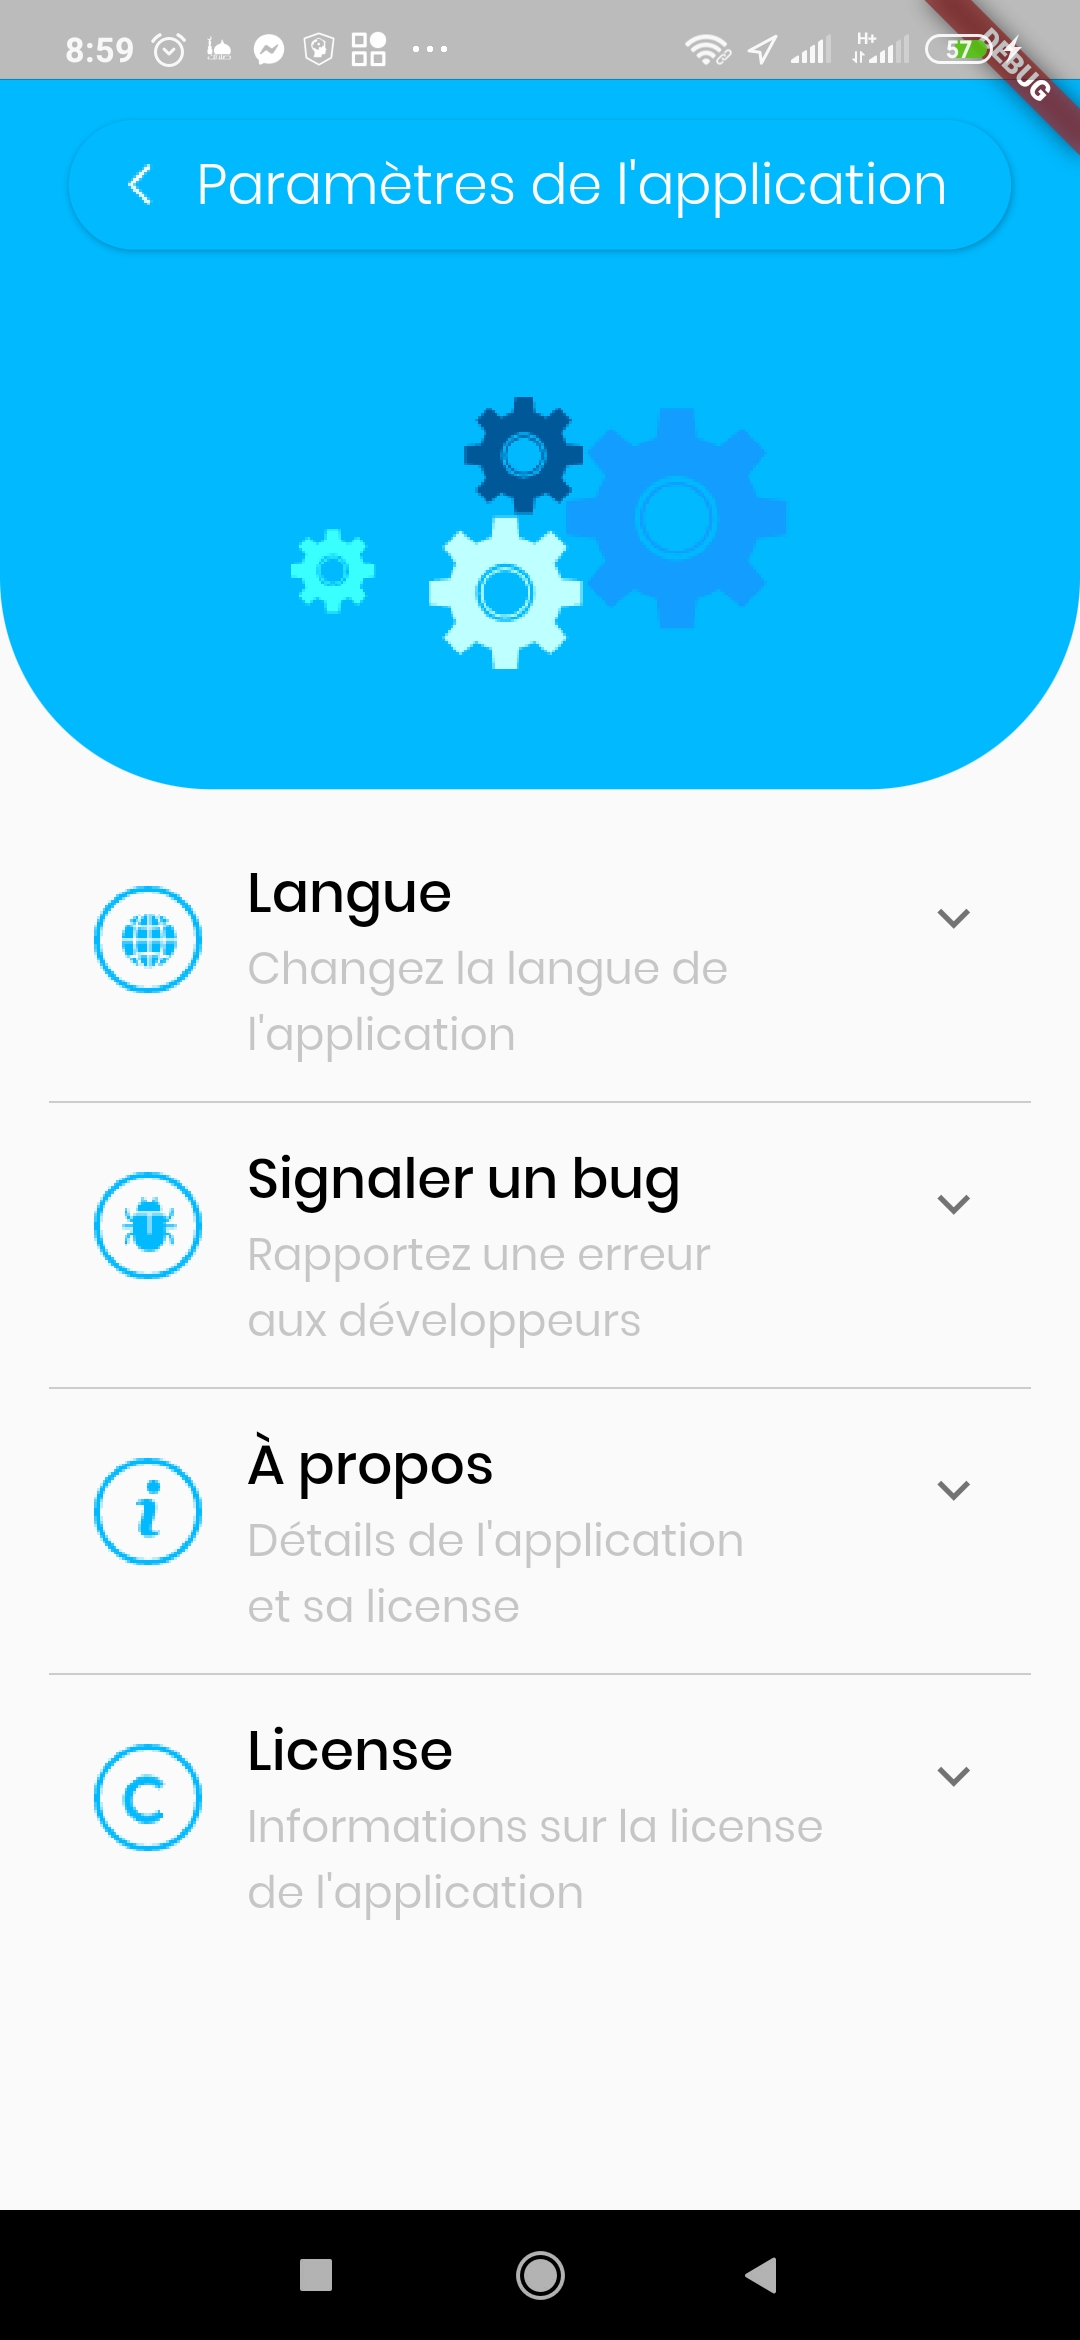 8:59
H+
57
DEBUG
Paramètres de l'application
Langue
Changez la langue de
l'application
Signaler un bug
Rapportez une erreur
aux développeurs
À propos
Détails de l'application
et sa license
License
Informations sur la license
de l'application